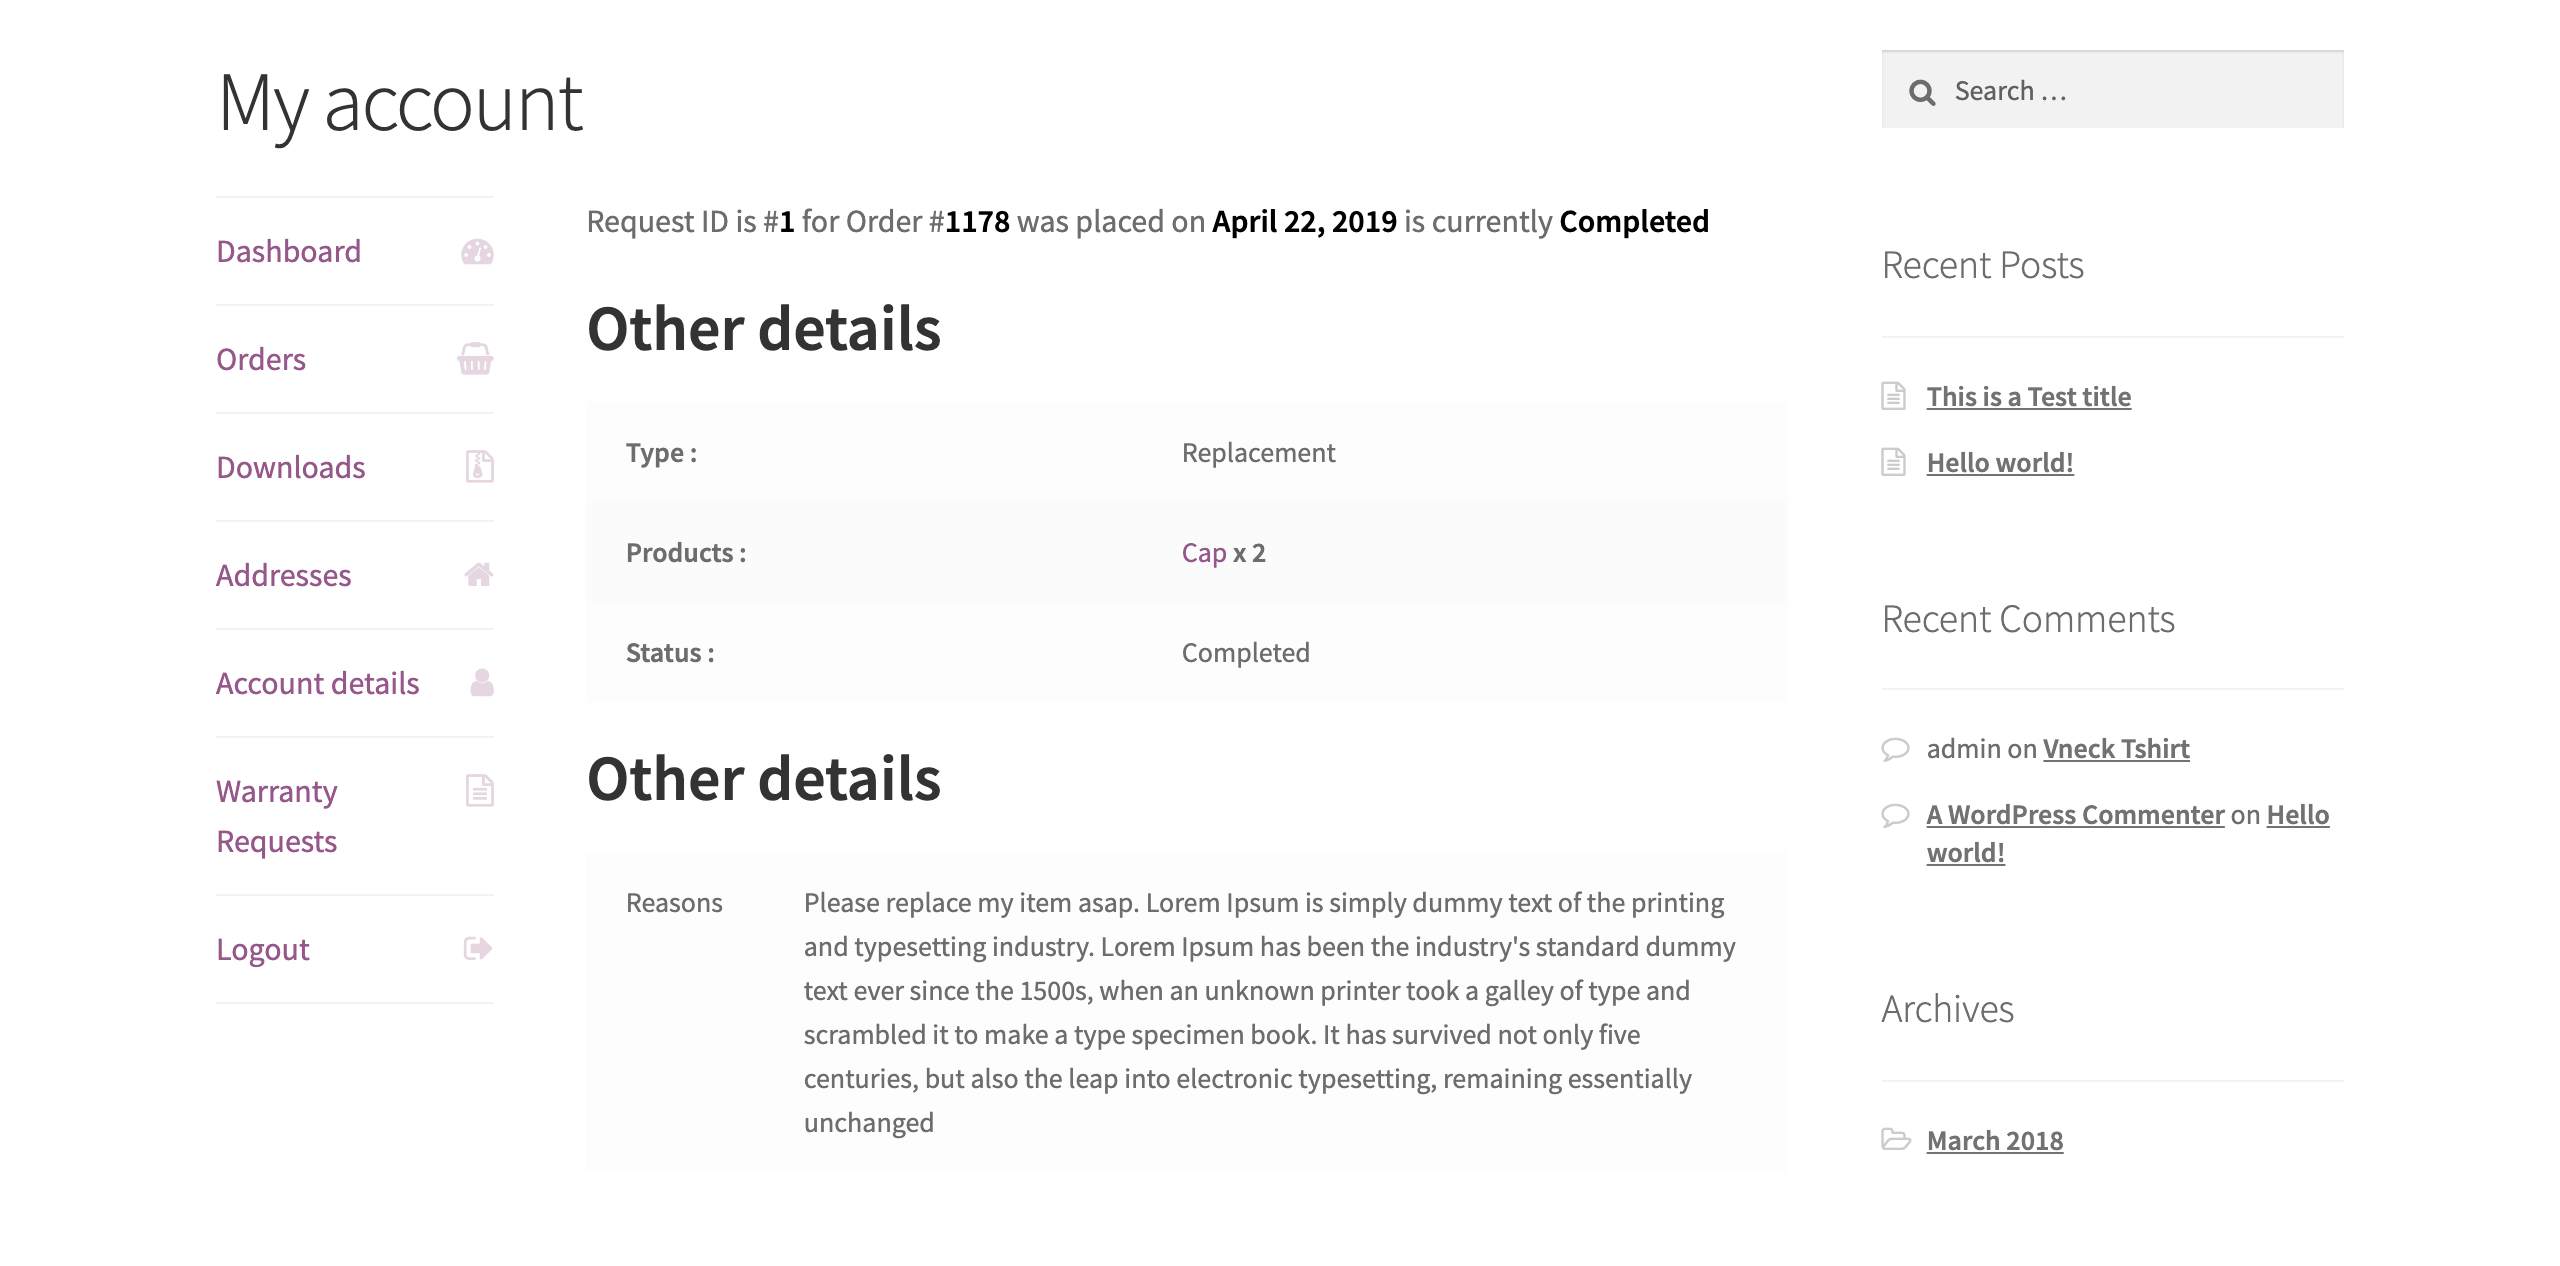 My account
Dashboard
Orders
Downloads
Addresses
Account details
Warranty
Requests
Logout
Request ID is #1 for Order #1178 was placed on April 22, 2019 is currently Completed
Other details
Type : Replacement
Products : Cap x 2
Status : Completed
Other details
Reasons Please replace my item asap. Lorem Ipsum is simply dummy text of the printing
and typesetting industry. Lorem Ipsum has been the industry's standard dummy
text ever since the 1500s, when an unknown printer took a galley of type and
scrambled it to make a type specimen book. It has survived not only five
centuries, but also the leap into electronic typesetting, remaining essentially
unchanged
Search …
Recent Posts
This is a Test title
Hello world!
Recent Comments
admin on Vneck Tshirt
A WordPress Commenter on Hello
world!
Archives
March 2018